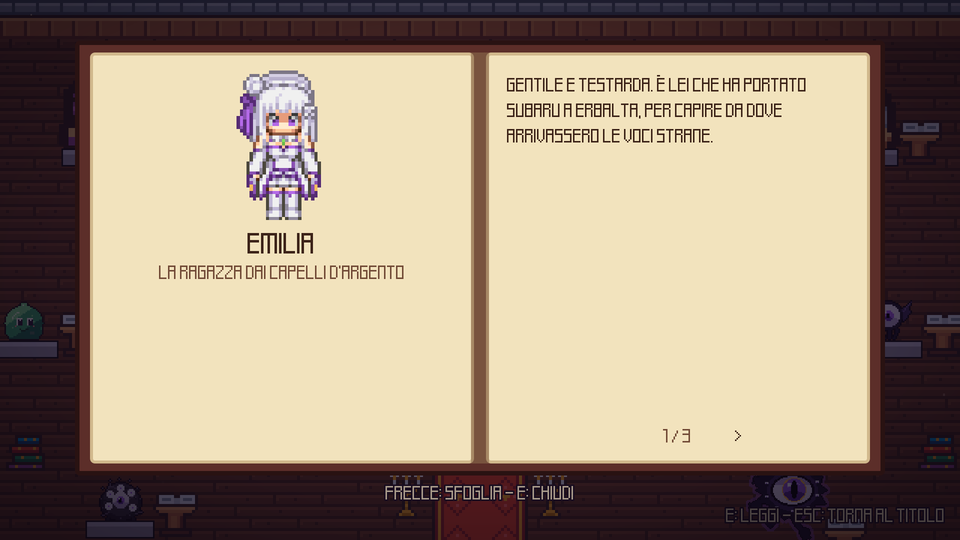 EMILIA
LA RAGAZZA DAI CAPELLI D'ARGENTO
GENTILE E TESTARDA. È LEI CHE HA PORTATO
SUBARU A ERBALTA, PER CAPIRE DA DOVE
ARRIVASSERO LE VOCI STRANE.
1/3 >
FRECCE: SFOGLIA - E: CHIUDI
E: LEGGI - ESC: TORNA AL TITOLO